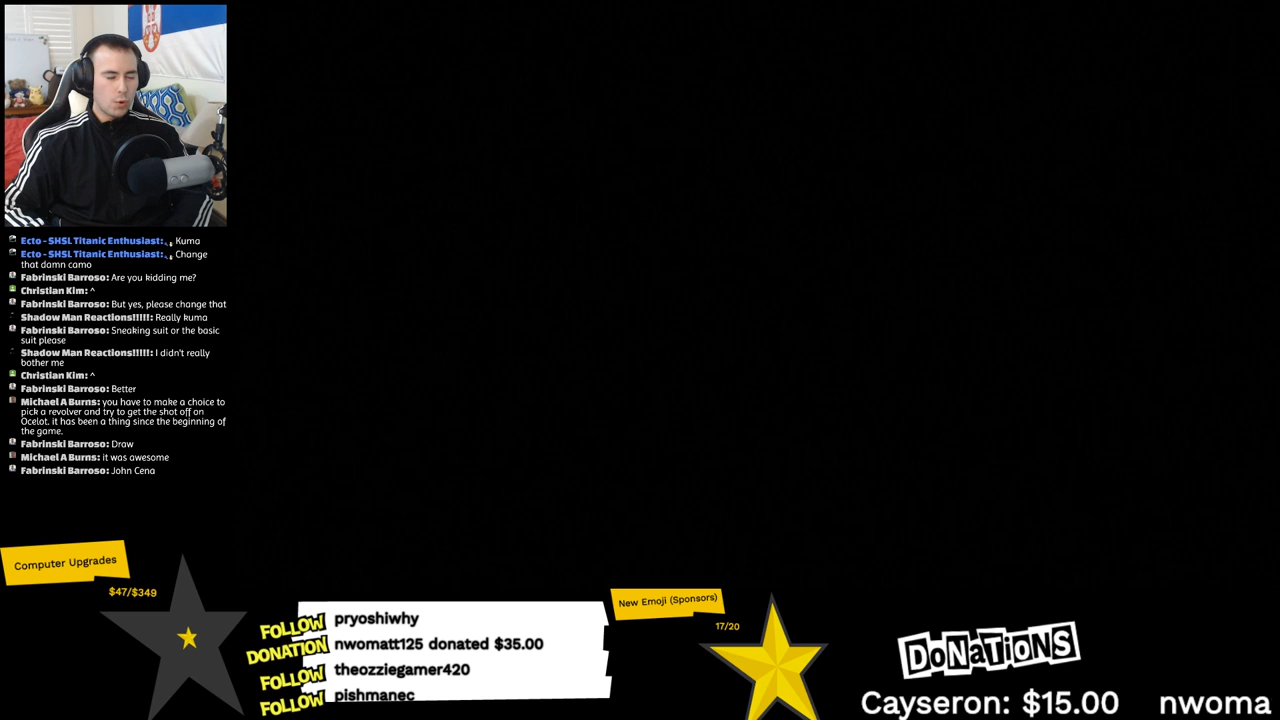 Ecto - SHSL Titanic Enthusiast: Kuma
Ecto - SHSL Titanic Enthusiast: Change
that damn camo
Fabrinski Barroso: Are you kidding me?
Christian Kim: ^
Fabrinski Barroso: But yes, please change that
Shadow Man Reactions!!!!!: Really kuma
Fabrinski Barroso: Sneaking suit or the basic
suit please
Shadow Man Reactions!!!!!: I didn't really
bother me
Christian Kim: ^
Fabrinski Barroso: Better
Michael A Burns: you have to make a choice to
pick a revolver and try to get the shot off on
Ocelot. it has been a thing since the beginning of
the game.
Fabrinski Barroso: Draw
Michael A Burns: it was awesome
Fabrinski Barroso: John Cena
Computer Upgrades
$47/$349
FOLLOW pryoshiwhy
DONATION nwomatt125 donated $35.00
FOLLOW theozziegamer420
FOLLOW pishmanec
New Emoji (Sponsors)
17/20
DoNaTiONS
Cayseron: $15.00 nwoma